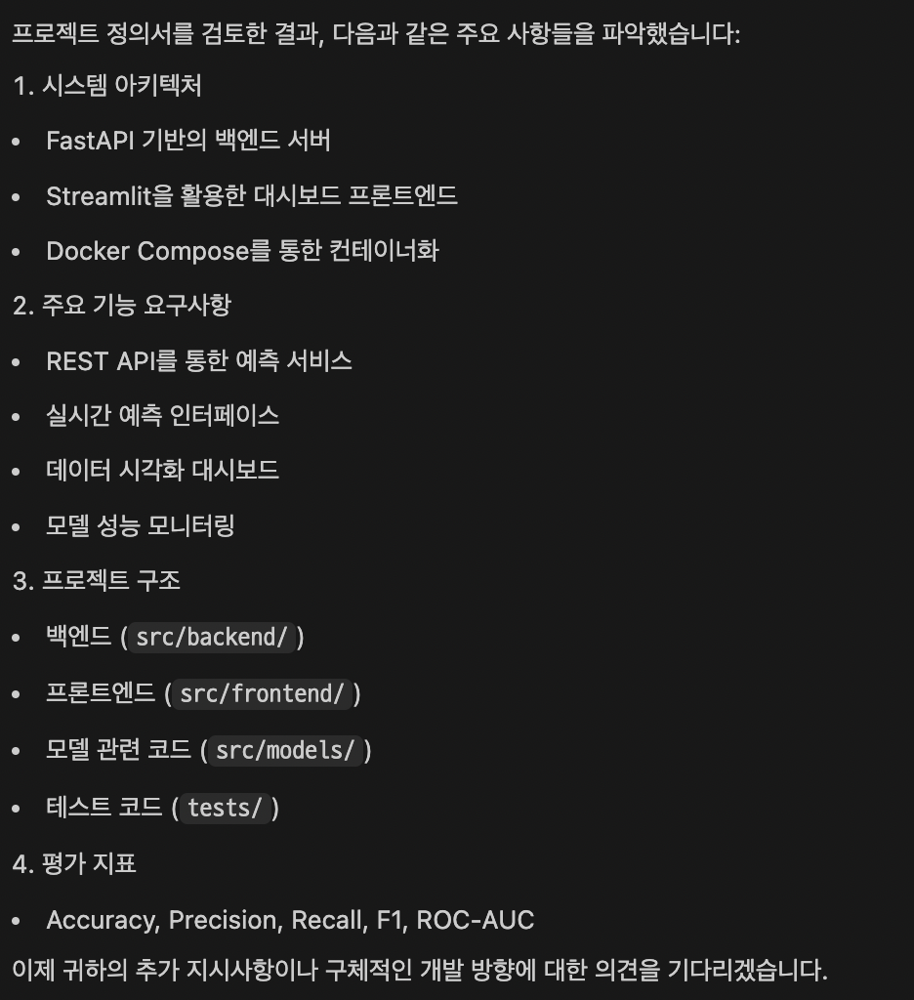 프로젝트 정의서를 검토한 결과, 다음과 같은 주요 사항들을 파악했습니다:
1. 시스템 아키텍처
• FastAPI 기반의 백엔드 서버
• Streamlit을 활용한 대시보드 프론트엔드
• Docker Compose를 통한 컨테이너화
2. 주요 기능 요구사항
• REST API를 통한 예측 서비스
• 실시간 예측 인터페이스
• 데이터 시각화 대시보드
• 모델 성능 모니터링
3. 프로젝트 구조
• 백엔드 (src/backend/)
• 프론트엔드 (src/frontend/)
• 모델 관련 코드 (src/models/)
• 테스트 코드 (tests/)
4. 평가 지표
• Accuracy, Precision, Recall, F1, ROC-AUC
이제 귀하의 추가 지시사항이나 구체적인 개발 방향에 대한 의견을 기다리겠습니다.